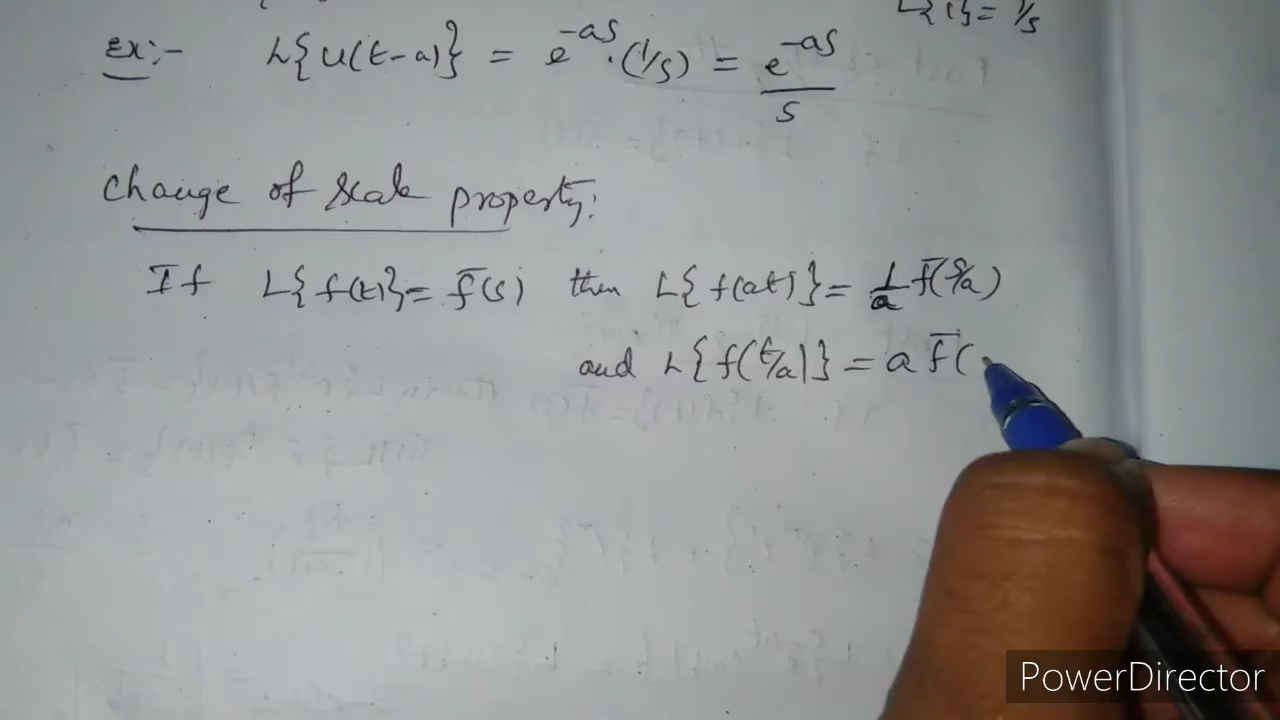 L{1} = 1/s
Ex:- L{u(t-a)} = e^-as . (1/s) = e^-as / s
Change of Scale property:
If L{f(t)} = f̄(s) then L{f(at)} = 1/a f̄(s/a)
and L{f(t/a)} = a f̄(
PowerDirector